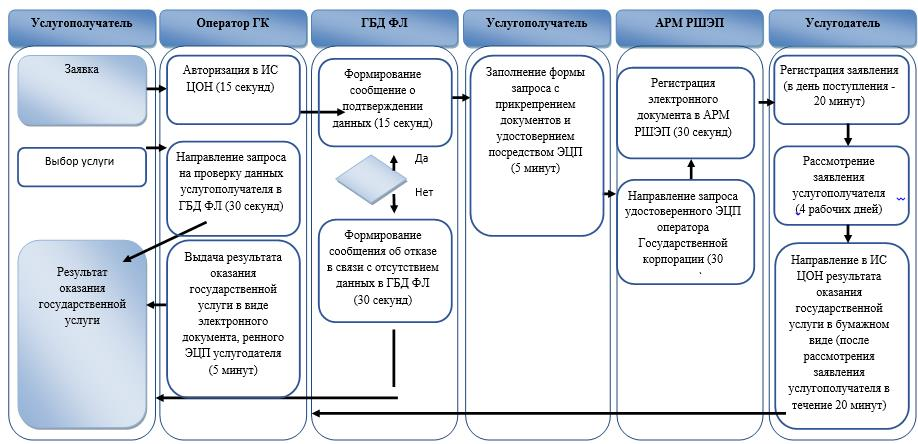 Услугополучатель
Оператор ГК
ГБД ФЛ
Услугополучатель
АРМ РШЭП
Услугодатель
Заявка
Выбор услуги
Результат
оказания
государственной
услуги
Авторизация в ИС
ЦОН (15 секунд)
Направление запроса
на проверку данных
услугополучателя в
ГБД ФЛ (30 секунд)
Выдача результата
оказания
государственной
услуги в виде
электронного
документа, ренного
ЭЦП услугодателя
(5 минут)
Формирование
сообщение о
подтверждении
данных (15 секунд)
Да
Нет
Формирование
сообщения об отказе
в связи с отсутствием
данных в ГБД ФЛ
(30 секунд)
Заполнение формы
запроса с
прикрепрением
документов и
удостовернием
посредством ЭЦП
(5 минут)
Регистрация
электронного
документа в АРМ
РШЭП (30 секунд)
Направление запроса
удостоверенного ЭЦП
оператора
Государственной
корпорации (30
Регистрация заявления
(в день поступления -
20 минут)
Рассмотрение
заявления
услугополучателя
(4 рабочих дней)
Направление в ИС
ЦОН результата
оказания
государственной
услуги в бумажном
виде (после
рассмотрения
заявления
услугополучателя в
течение 20 минут)